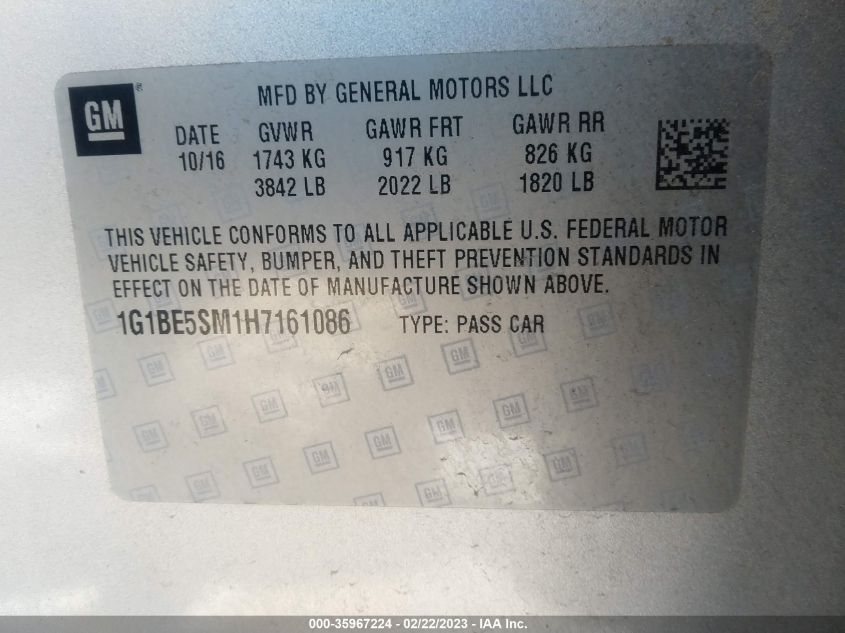 GM
®
MFD BY GENERAL MOTORS LLC
DATE GVWR GAWR FRT GAWR RR
10/16 1743 KG 917 KG 826 KG
3842 LB 2022 LB 1820 LB
THIS VEHICLE CONFORMS TO ALL APPLICABLE U.S. FEDERAL MOTOR
VEHICLE SAFETY, BUMPER, AND THEFT PREVENTION STANDARDS IN
EFFECT ON THE DATE OF MANUFACTURE SHOWN ABOVE.
1G1BE5SM1H7161086 TYPE: PASS CAR
000-35967224 - 02/22/2023 - IAA Inc.